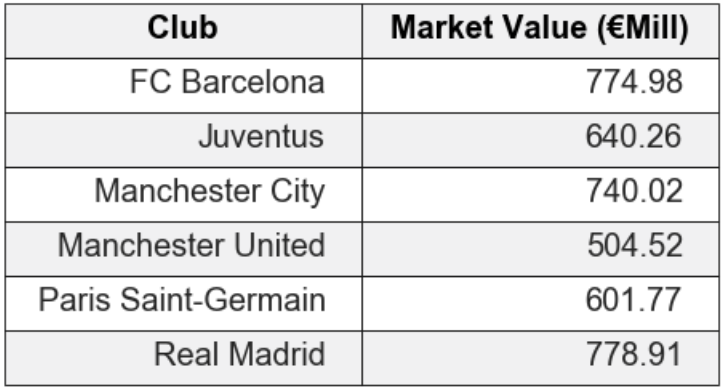 Club Market Value (€Mill)
FC Barcelona 774.98
Juventus 640.26
Manchester City 740.02
Manchester United 504.52
Paris Saint-Germain 601.77
Real Madrid 778.91